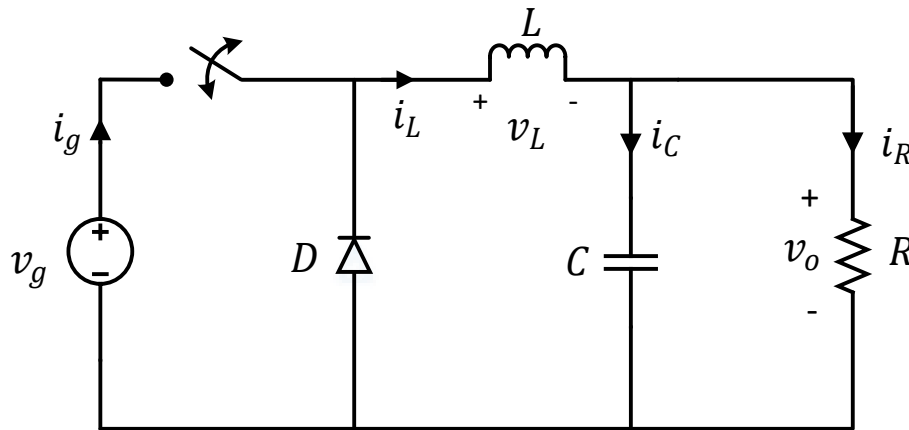 L
i_g
i_L
+ v_L -
i_C
i_R
v_g
+
−
D
C
+
v_o
-
R